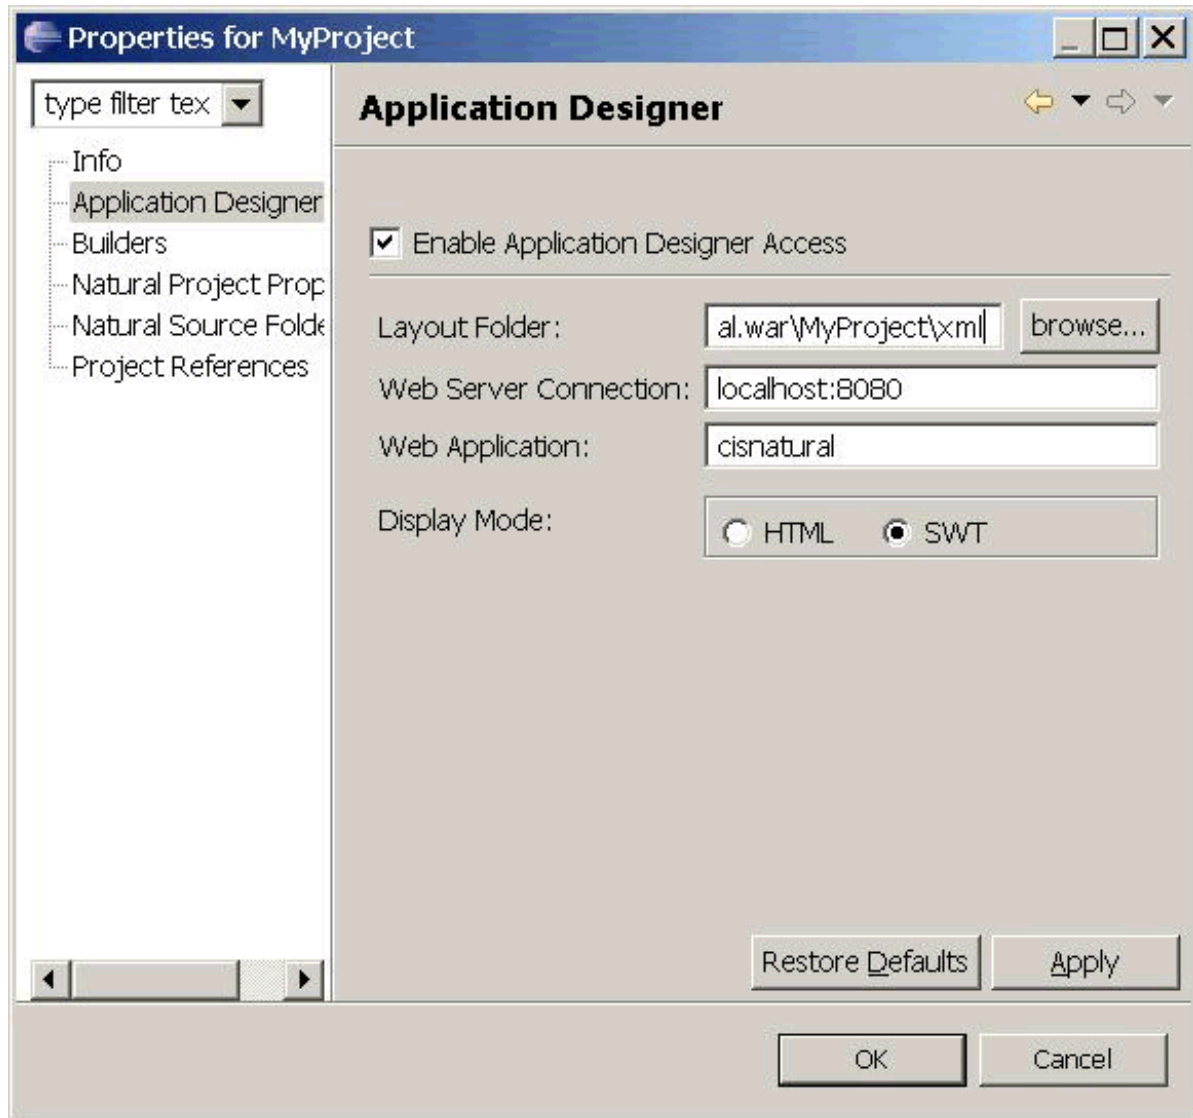 Properties for MyProject
type filter tex
Info
Application Designer
Builders
Natural Project Prop
Natural Source Folde
Project References
Application Designer
Enable Application Designer Access
Layout Folder: al.war\MyProject\xml browse...
Web Server Connection: localhost:8080
Web Application: cisnatural
Display Mode: HTML SWT
Restore Defaults Apply
OK Cancel